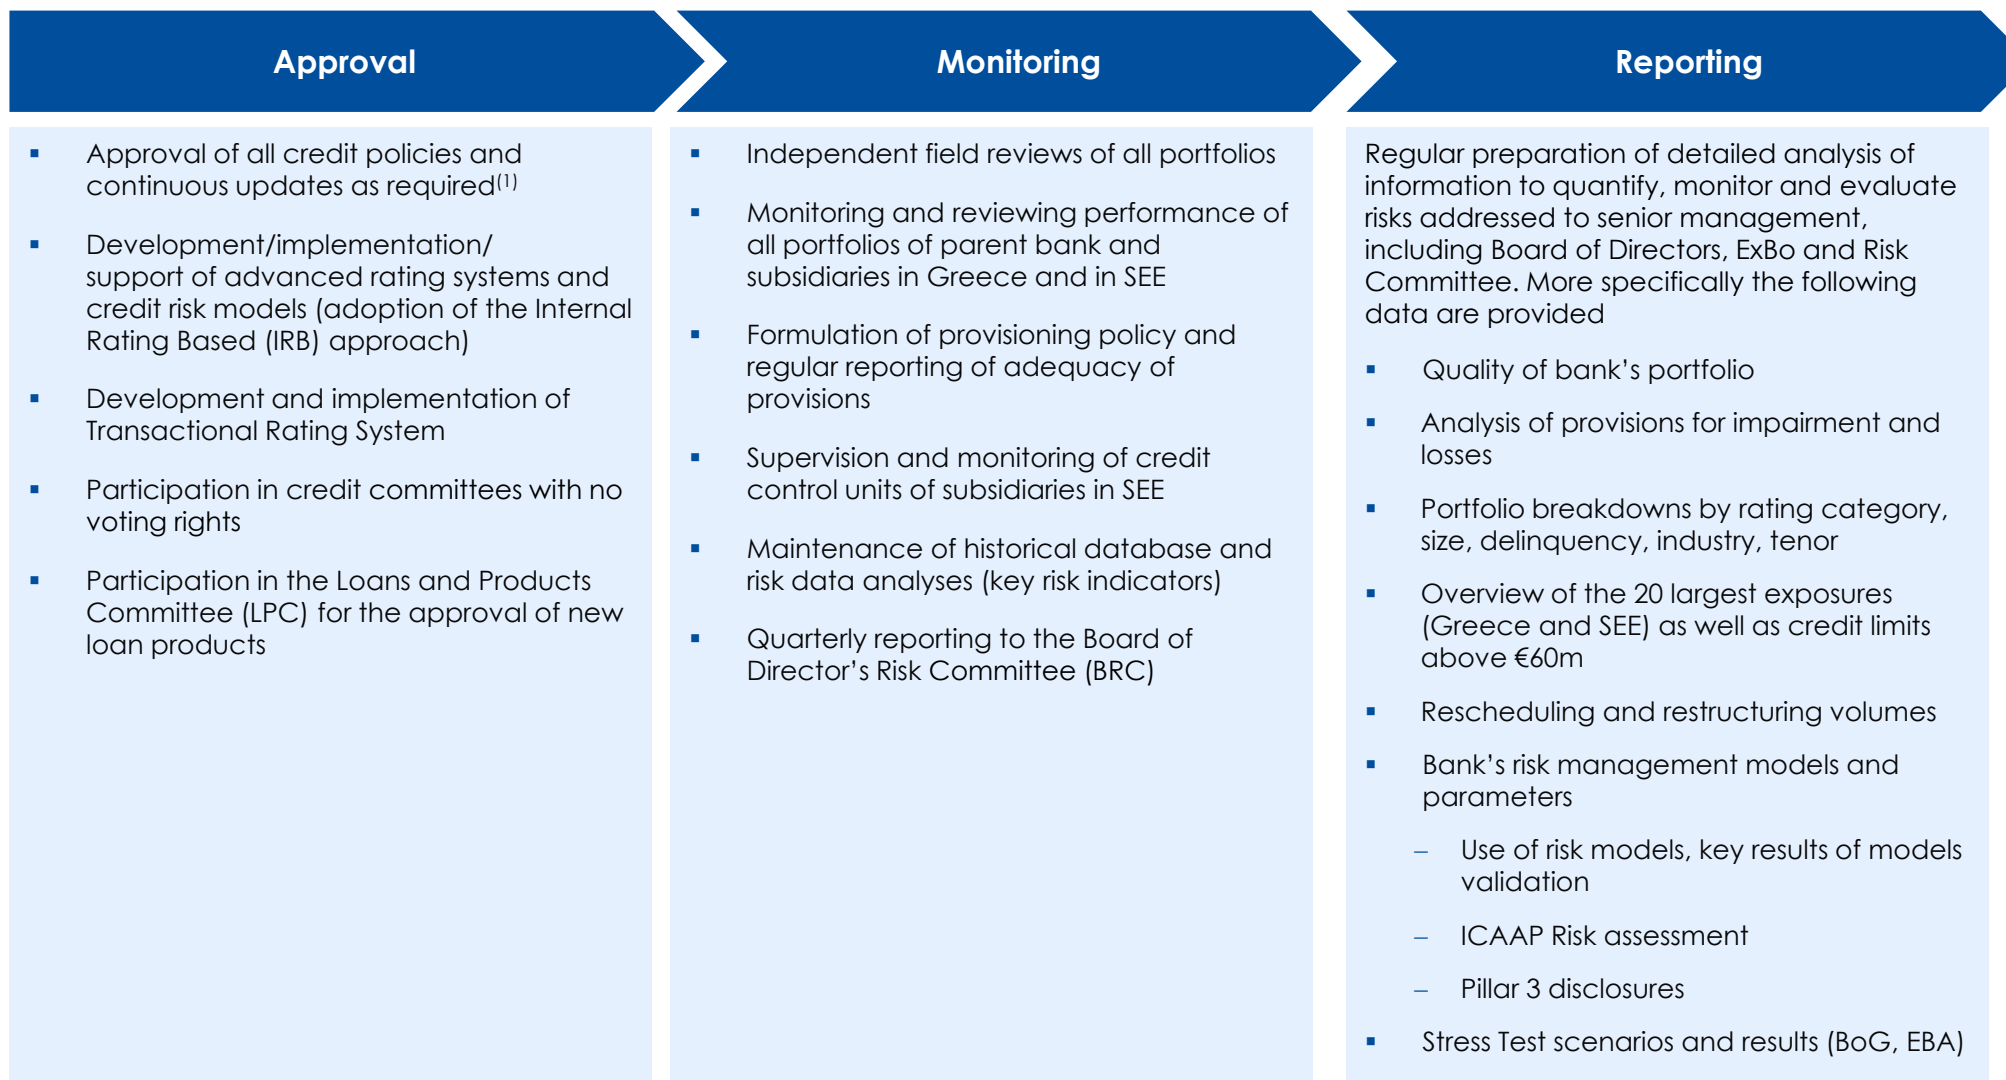 Approval
Monitoring
Reporting
▪ Approval of all credit policies and
continuous updates as required(1)
▪ Development/implementation/
support of advanced rating systems and
credit risk models (adoption of the Internal
Rating Based (IRB) approach)
▪ Development and implementation of
Transactional Rating System
▪ Participation in credit committees with no
voting rights
▪ Participation in the Loans and Products
Committee (LPC) for the approval of new
loan products
▪ Independent field reviews of all portfolios
▪ Monitoring and reviewing performance of
all portfolios of parent bank and
subsidiaries in Greece and in SEE
▪ Formulation of provisioning policy and
regular reporting of adequacy of
provisions
▪ Supervision and monitoring of credit
control units of subsidiaries in SEE
▪ Maintenance of historical database and
risk data analyses (key risk indicators)
▪ Quarterly reporting to the Board of
Director’s Risk Committee (BRC)
Regular preparation of detailed analysis of
information to quantify, monitor and evaluate
risks addressed to senior management,
including Board of Directors, ExBo and Risk
Committee. More specifically the following
data are provided
▪ Quality of bank’s portfolio
▪ Analysis of provisions for impairment and
losses
▪ Portfolio breakdowns by rating category,
size, delinquency, industry, tenor
▪ Overview of the 20 largest exposures
(Greece and SEE) as well as credit limits
above €60m
▪ Rescheduling and restructuring volumes
▪ Bank’s risk management models and
parameters
– Use of risk models, key results of models
validation
– ICAAP Risk assessment
– Pillar 3 disclosures
▪ Stress Test scenarios and results (BoG, EBA)